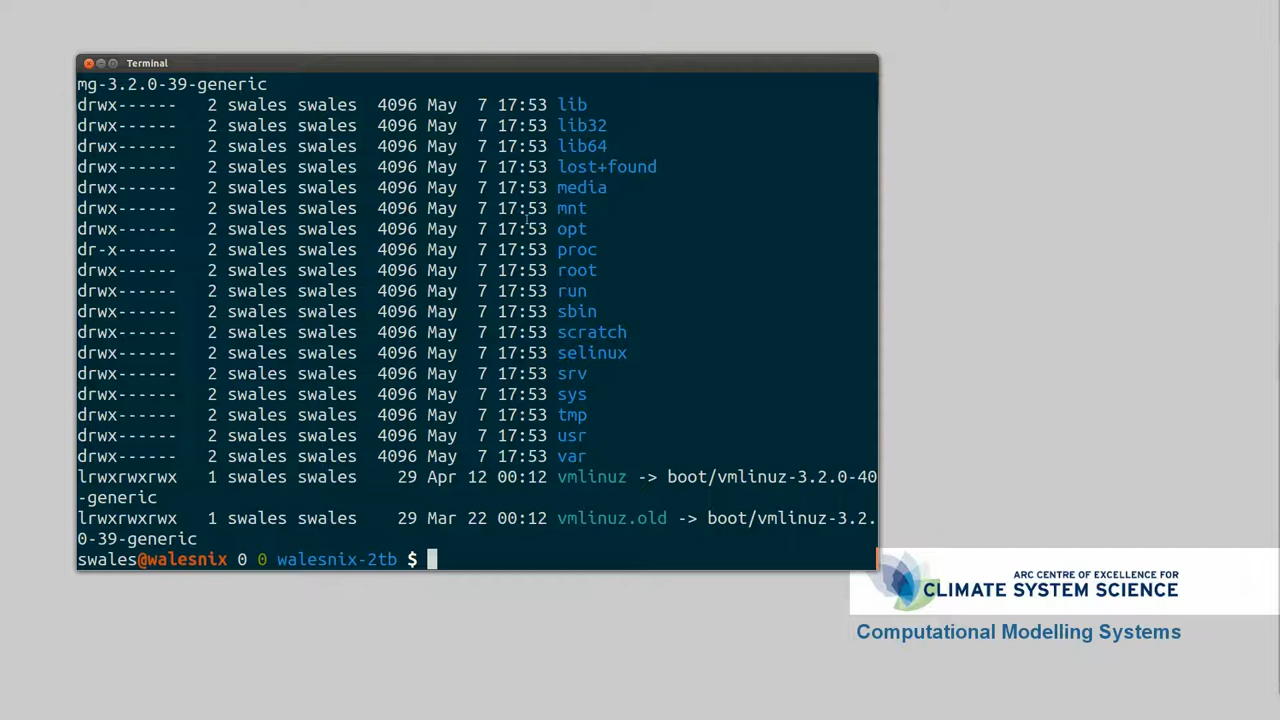 Terminal
mg-3.2.0-39-generic
drwx------   2 swales swales  4096 May  7 17:53 lib
drwx------   2 swales swales  4096 May  7 17:53 lib32
drwx------   2 swales swales  4096 May  7 17:53 lib64
drwx------   2 swales swales  4096 May  7 17:53 lost+found
drwx------   2 swales swales  4096 May  7 17:53 media
drwx------   2 swales swales  4096 May  7 17:53 mnt
drwx------   2 swales swales  4096 May  7 17:53 opt
dr-x------   2 swales swales  4096 May  7 17:53 proc
drwx------   2 swales swales  4096 May  7 17:53 root
drwx------   2 swales swales  4096 May  7 17:53 run
drwx------   2 swales swales  4096 May  7 17:53 sbin
drwx------   2 swales swales  4096 May  7 17:53 scratch
drwx------   2 swales swales  4096 May  7 17:53 selinux
drwx------   2 swales swales  4096 May  7 17:53 srv
drwx------   2 swales swales  4096 May  7 17:53 sys
drwx------   2 swales swales  4096 May  7 17:53 tmp
drwx------   2 swales swales  4096 May  7 17:53 usr
drwx------   2 swales swales  4096 May  7 17:53 var
lrwxrwxrwx   1 swales swales    29 Apr 12 00:12 vmlinuz -> boot/vmlinuz-3.2.0-40
-generic
lrwxrwxrwx   1 swales swales    29 Mar 22 00:12 vmlinuz.old -> boot/vmlinuz-3.2.
0-39-generic
swales@walesnix 0 0 walesnix-2tb $
ARC CENTRE OF EXCELLENCE FOR
CLIMATE SYSTEM SCIENCE
Computational Modelling Systems